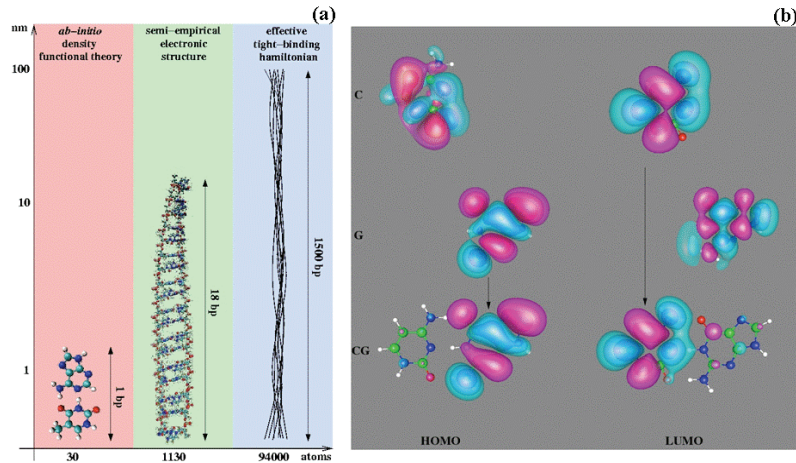 (a)
nm
ab-initio
density
functional theory
semi-empirical
electronic
structure
effective
tight-binding
hamiltonian
100
10
1
1 bp
18 bp
1500 bp
30
1130
94000
atoms
(b)
C
G
CG
HOMO
LUMO